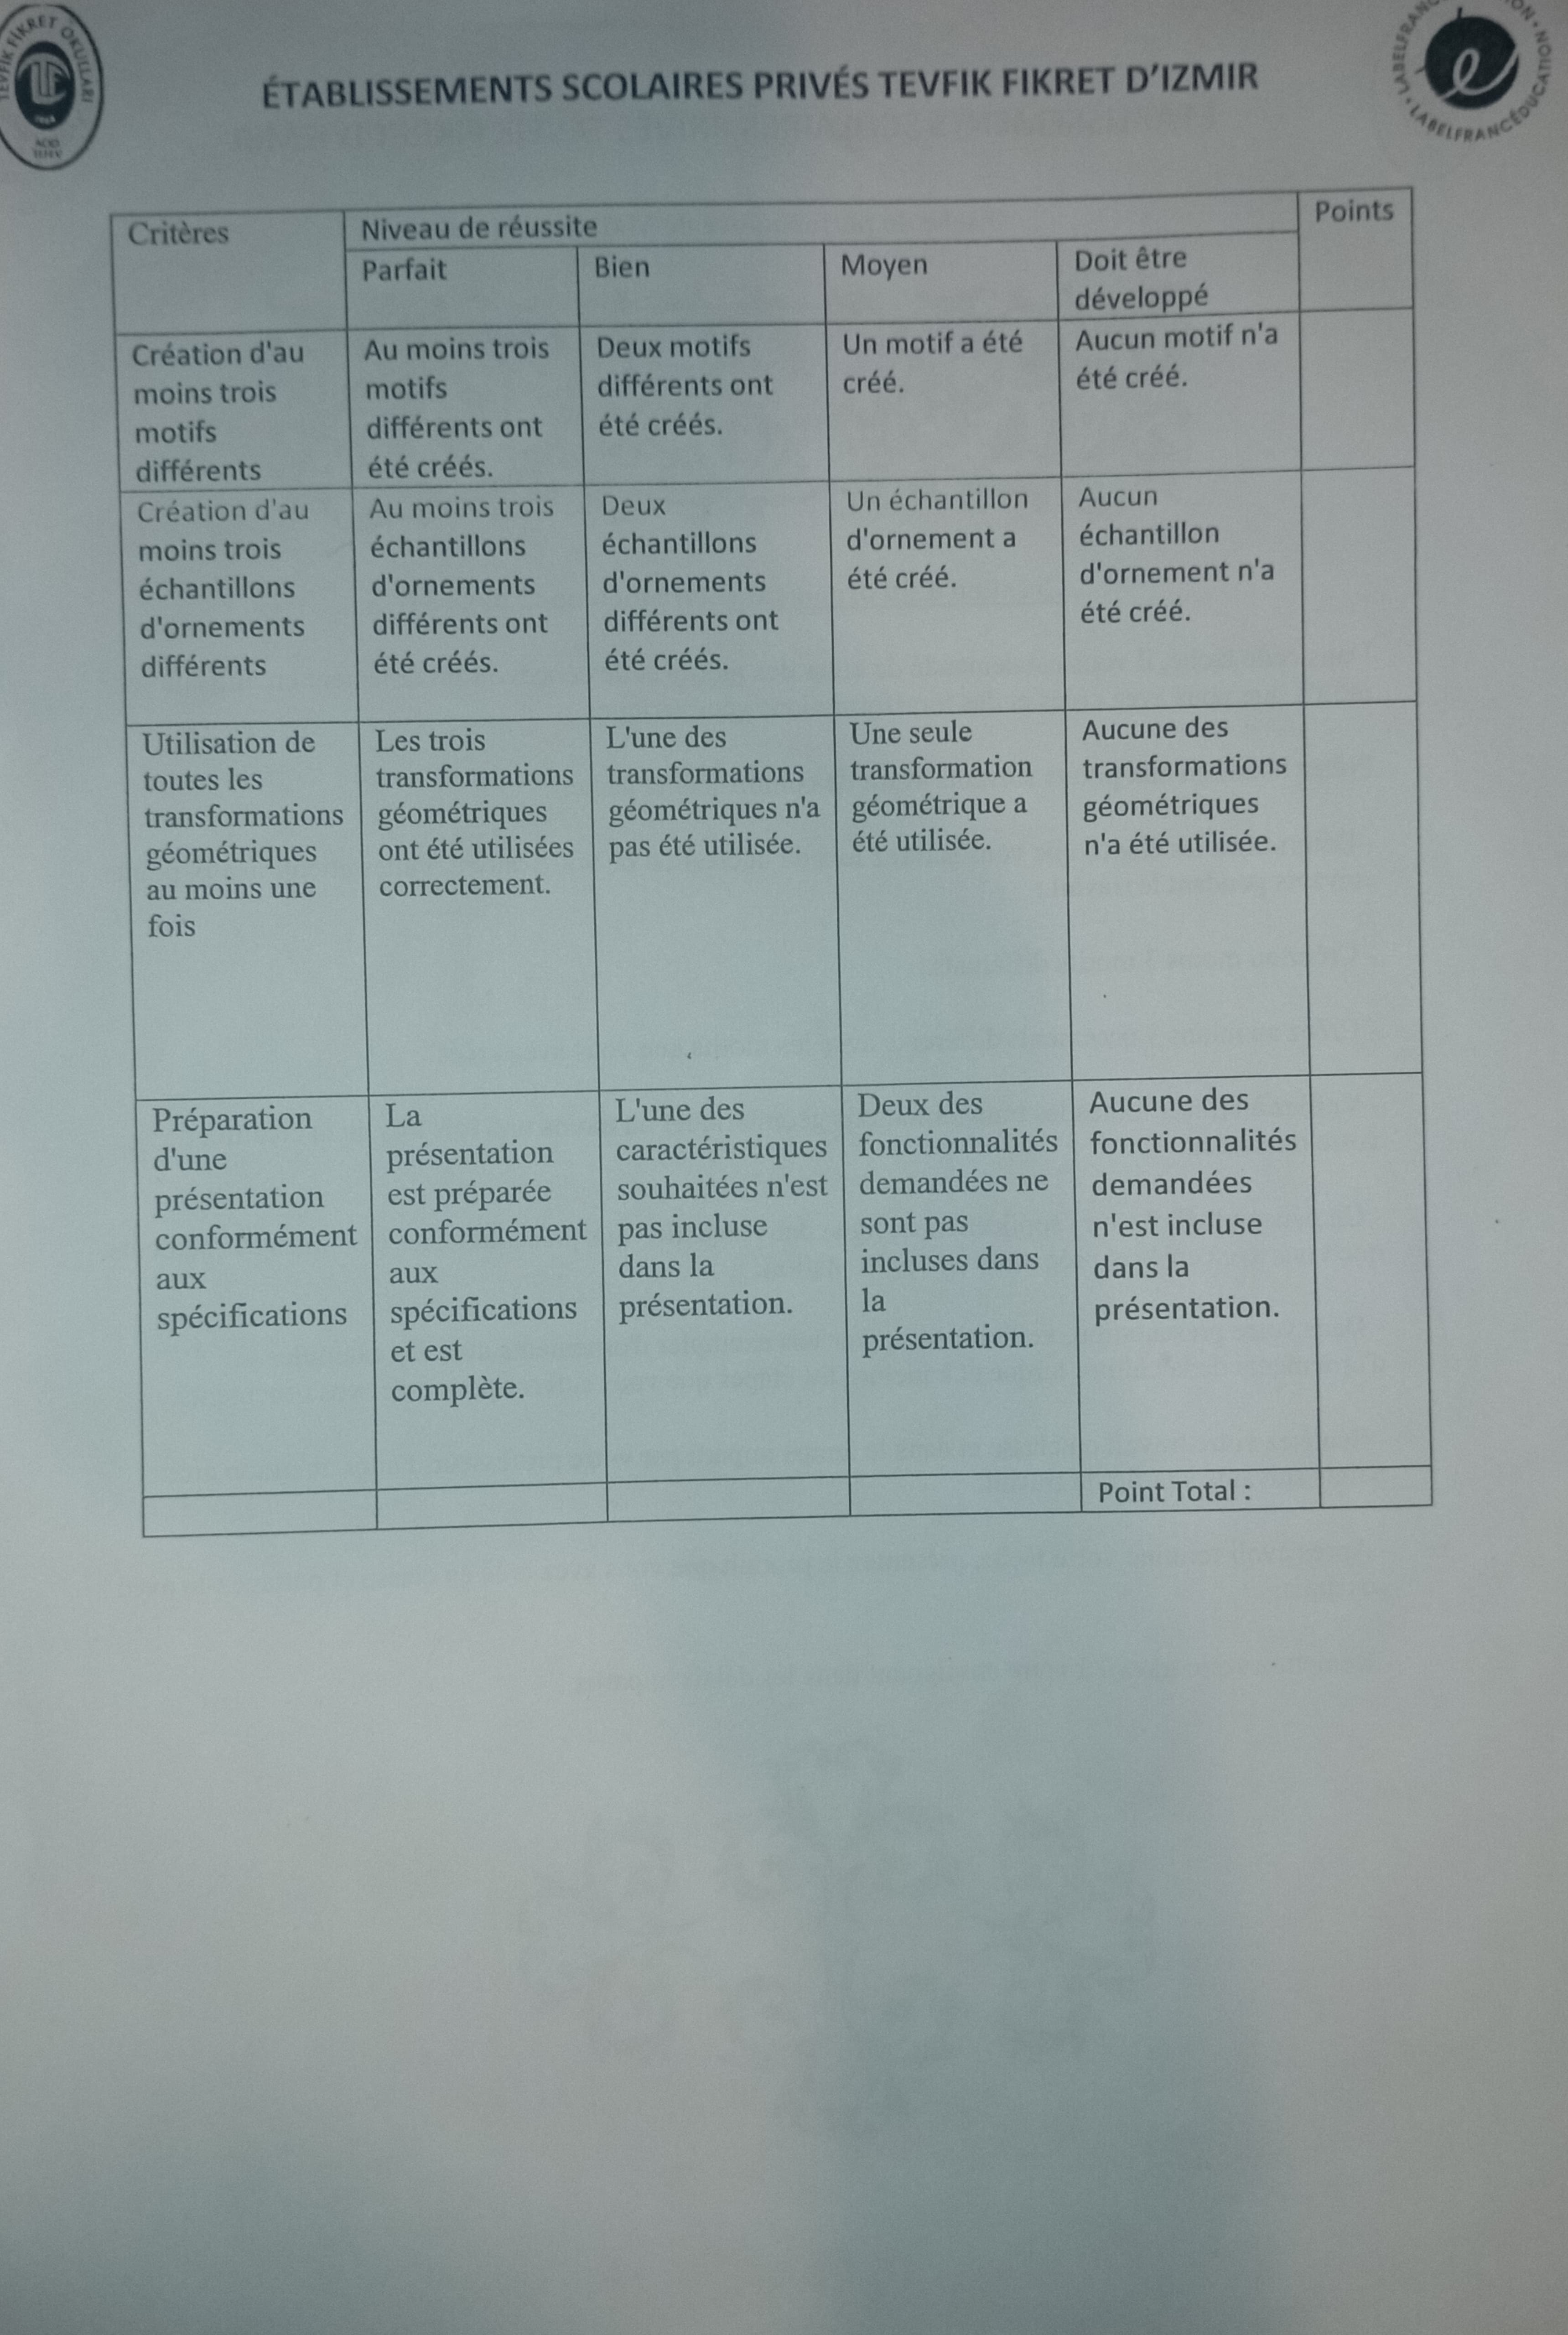 TEVFİK FİKRET OKULLARI
ÉTABLISSEMENTS SCOLAIRES PRIVÉS TEVFIK FIKRET D'IZMIR
LABELFRANCÉDUCATION
Critères
Niveau de réussite
Points
Parfait
Bien
Moyen
Doit être
développé
Création d'au
moins trois
motifs
différents
Au moins trois
motifs
différents ont
été créés.
Deux motifs
différents ont
été créés.
Un motif a été
créé.
Aucun motif n'a
été créé.
Création d'au
moins trois
échantillons
d'ornements
différents
Au moins trois
échantillons
d'ornements
différents ont
été créés.
Deux
échantillons
d'ornements
différents ont
été créés.
Un échantillon
d'ornement a
été créé.
Aucun
échantillon
d'ornement n'a
été créé.
Utilisation de
toutes les
transformations
géométriques
au moins une
fois
Les trois
transformations
géométriques
ont été utilisées
correctement.
L'une des
transformations
géométriques n'a
pas été utilisée.
Une seule
transformation
géométrique a
été utilisée.
Aucune des
transformations
géométriques
n'a été utilisée.
Préparation
d'une
présentation
conformément
aux
spécifications
La
présentation
est préparée
conformément
aux
spécifications
et est
complète.
L'une des
caractéristiques
souhaitées n'est
pas incluse
dans la
présentation.
Deux des
fonctionnalités
demandées ne
sont pas
incluses dans
la
présentation.
Aucune des
fonctionnalités
demandées
n'est incluse
dans la
présentation.
Point Total :